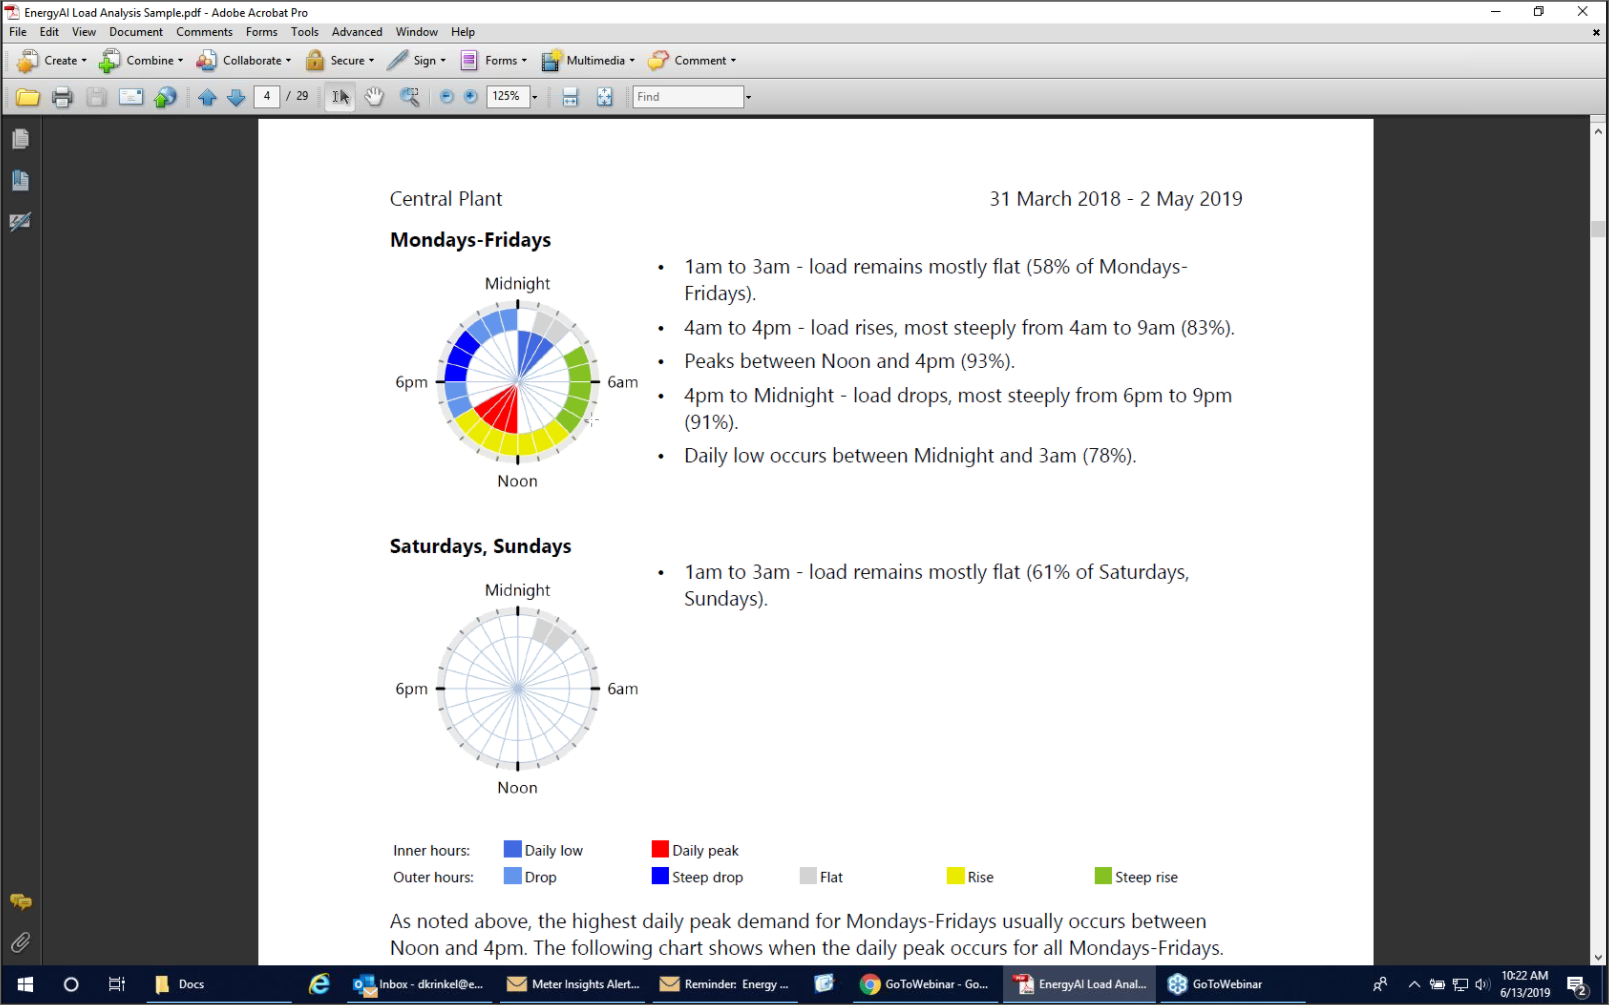 EnergyAI Load Analysis Sample.pdf - Adobe Acrobat Pro
File Edit View Document Comments Forms Tools Advanced Window Help
Create Combine Collaborate Secure Sign Forms Multimedia Comment
4 / 29 125% Find
Central Plant 31 March 2018 - 2 May 2019
Mondays-Fridays
Midnight
6pm 6am
Noon
• 1am to 3am - load remains mostly flat (58% of Mondays-
Fridays).
• 4am to 4pm - load rises, most steeply from 4am to 9am (83%).
• Peaks between Noon and 4pm (93%).
• 4pm to Midnight - load drops, most steeply from 6pm to 9pm
(91%).
• Daily low occurs between Midnight and 3am (78%).
Saturdays, Sundays
Midnight
6pm 6am
Noon
• 1am to 3am - load remains mostly flat (61% of Saturdays,
Sundays).
Inner hours: Daily low Daily peak
Outer hours: Drop Steep drop Flat Rise Steep rise
As noted above, the highest daily peak demand for Mondays-Fridays usually occurs between
Noon and 4pm. The following chart shows when the daily peak occurs for all Mondays-Fridays.
Docs Inbox - dkrinkel@e... Meter Insights Alert... Reminder: Energy ... GoToWebinar - Go... EnergyAI Load Anal... GoToWebinar
10:22 AM
6/13/2019
2